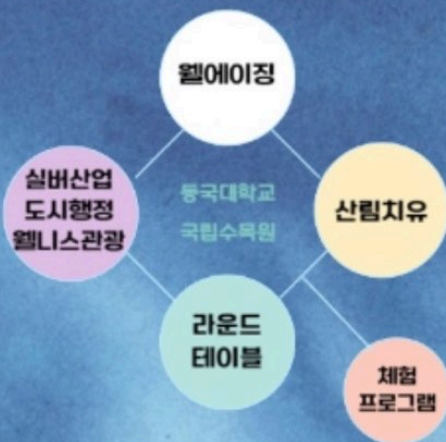 웰에이징
실버산업
도시행정
웰니스관광
동국대학교
국립수목원
산림치유
라운드
테이블
체험
프로그램